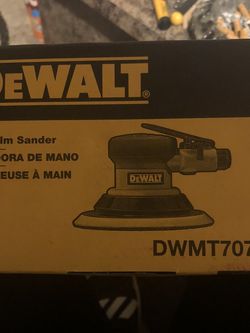 DEWALT®
lm Sander
ORA DE MANO
EUSE À MAIN
DEWALT
DWMT707